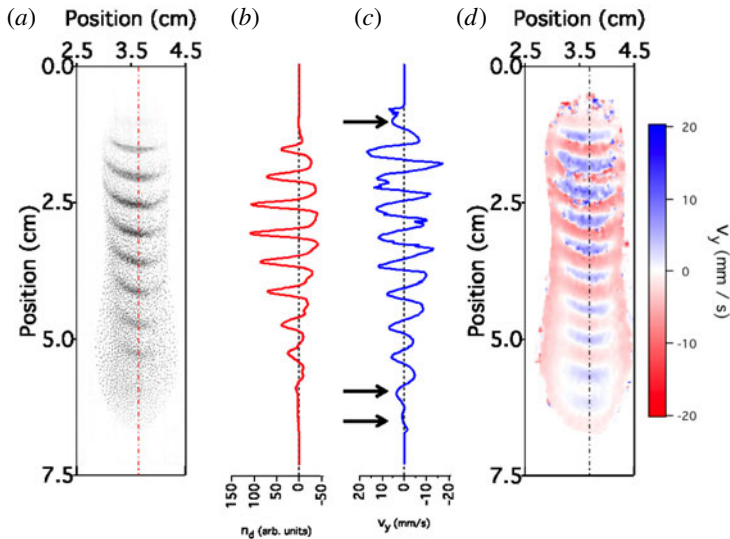 (a)
Position (cm)
2.5 3.5 4.5
0.0
2.5
5.0
7.5
Position (cm)
(b)
150 100 50 0 -50
n_d (arb. units)
(c)
20 10 0 -10 -20
v_y (mm/s)
(d)
Position (cm)
2.5 3.5 4.5
0.0
2.5
5.0
7.5
Position (cm)
20
10
0
-10
-20
V_y (mm / s)